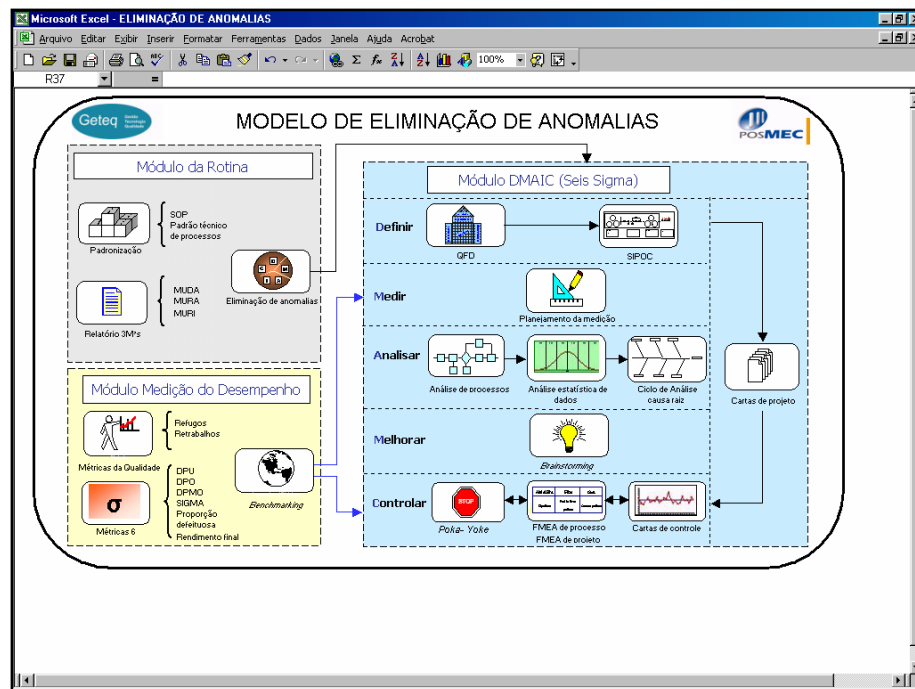 Microsoft Excel - ELIMINAÇÃO DE ANOMALIAS
Arquivo Editar Exibir Inserir Formatar Ferramentas Dados Janela Ajuda Acrobat
100%
R37 =
Geteq Gestão Tecnologia Qualidade
MODELO DE ELIMINAÇÃO DE ANOMALIAS
POSMEC
Módulo da Rotina
SOP
Padrão técnico
de processos
Padronização
MUDA
MURA
MURI
Relatório 3M's
Eliminação de anomalias
Módulo Medição do Desempenho
Refugos
Retrabalhos
Métricas da Qualidade
DPU
DPO
DPMO
SIGMA
Proporção
defeituosa
Rendimento final
σ
Métricas 6
Benchmarking
Módulo DMAIC (Seis Sigma)
Definir
QFD
SIPOC
Medir
Planejamento da medição
Analisar
Análise de processos
Análise estatística de
dados
Ciclo de Análise
causa raiz
Melhorar
Brainstorming
Controlar
STOP
Poka- Yoke
FMEA de processo
FMEA de projeto
Cartas de controle
Cartas de projeto